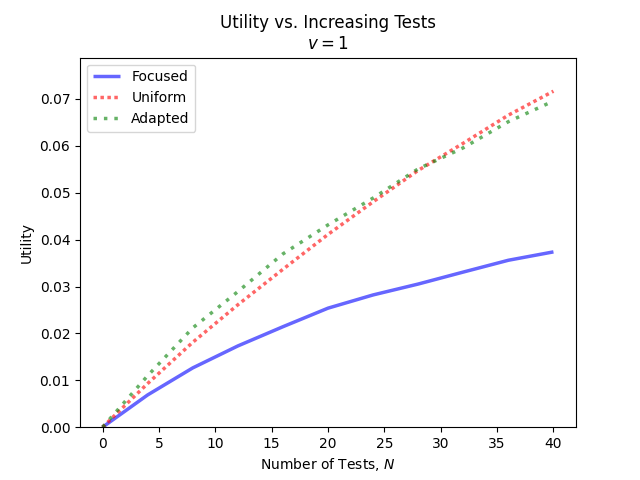 Utility vs. Increasing Tests
v = 1
Focused
Uniform
Adapted
Utility
0.07
0.06
0.05
0.04
0.03
0.02
0.01
0.00
0 5 10 15 20 25 30 35 40
Number of Tests, N